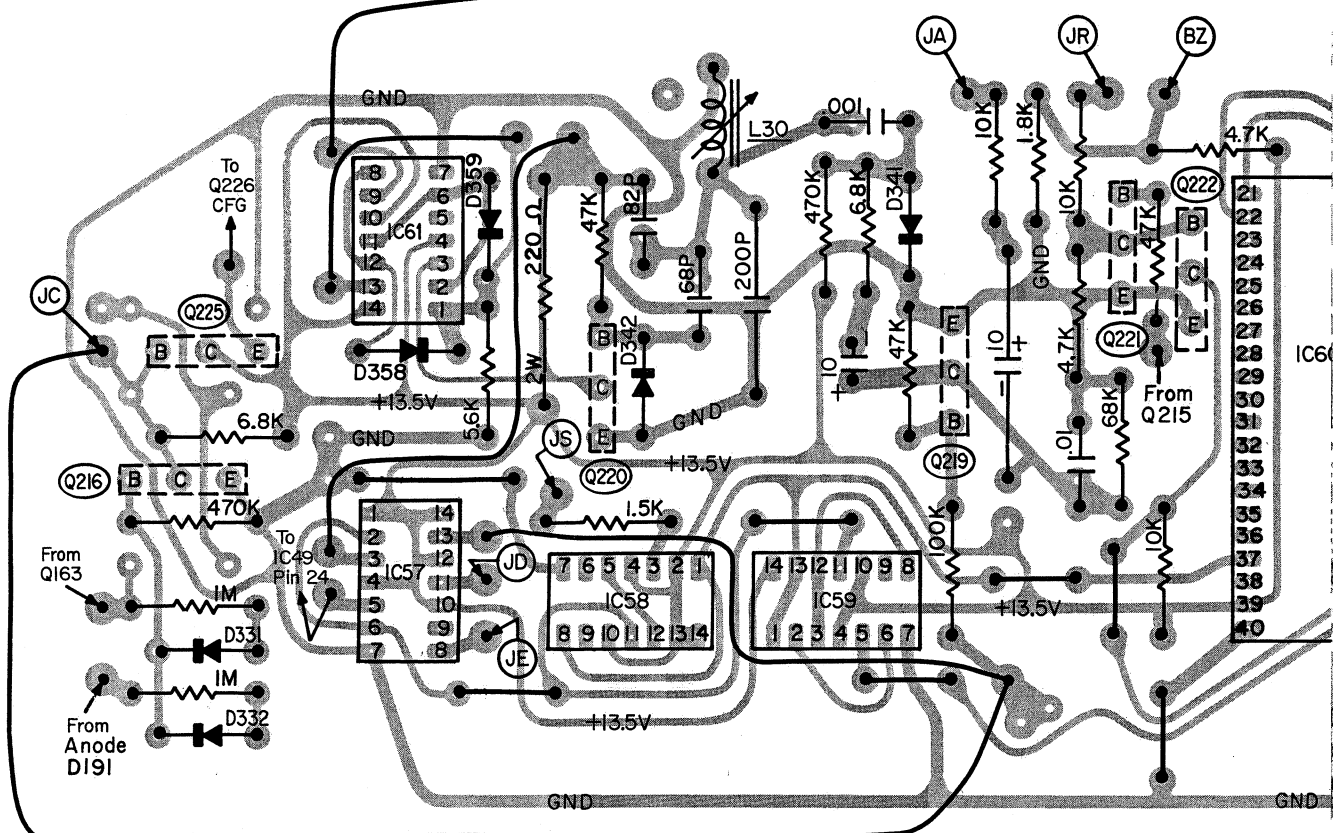 JA
JR
BZ
GND
.001
10K
1.8K
10K
4.7K
L30
To
Q226
CFG
8
7
9
6
10
5
11
4
12
3
13
2
14
1
IC61
D359
220 Ω
2W
47K
82P
68P
200P
470K
6.8K
D341
B
C
E
Q222
B
C
E
47K
GND
21
22
23
24
25
26
27
28
29
30
31
32
33
34
35
36
37
38
39
40
JC
Q225
B
C
E
D358
+13.5V
5.6K
B
C
E
D342
GND
10
+
47K
E
C
B
10
+
-
4.7K
Q221
From
Q215
6.8K
GND
JS
+13.5V
Q220
Q219
.01
68K
Q216
B
C
E
470K
To
IC49
Pin 24
1
14
2
13
3
12
4
11
5
10
6
9
7
8
IC57
JD
JE
1.5K
7
6
5
4
3
2
1
IC58
8
9
10
11
12
13
14
14
13
12
11
10
9
8
IC59
1
2
3
4
5
6
7
100K
10K
+13.5V
From
Q163
1M
D331
1M
D332
From
Anode
D191
+13.5V
GND
GND